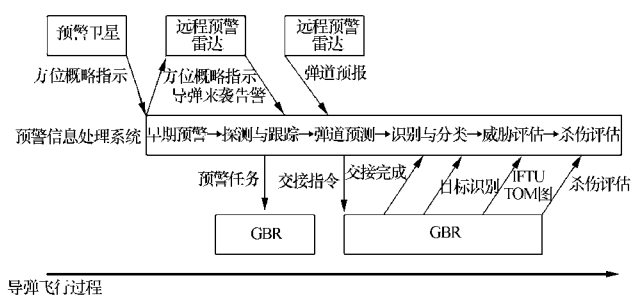 预警卫星
远程预警
雷达
远程预警
雷达
方位概略指示
方位概略指示
导弹来袭告警
弹道预报
预警信息处理系统
早期预警→探测与跟踪→弹道预测→识别与分类→威胁评估→杀伤评估
预警任务
交接指令
交接完成
目标识别
IFTU
TOM图
杀伤评估
GBR
GBR
导弹飞行过程